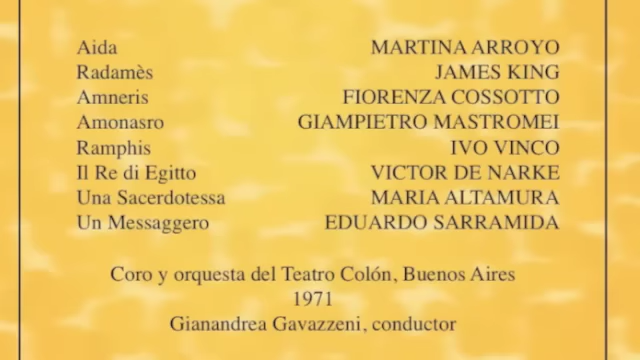 Aida MARTINA ARROYO
Radamès JAMES KING
Amneris FIORENZA COSSOTTO
Amonasro GIAMPIETRO MASTROMEI
Ramphis IVO VINCO
Il Re di Egitto VICTOR DE NARKE
Una Sacerdotessa MARIA ALTAMURA
Un Messaggero EDUARDO SARRAMIDA
Coro y orquesta del Teatro Colón, Buenos Aires
1971
Gianandrea Gavazzeni, conductor